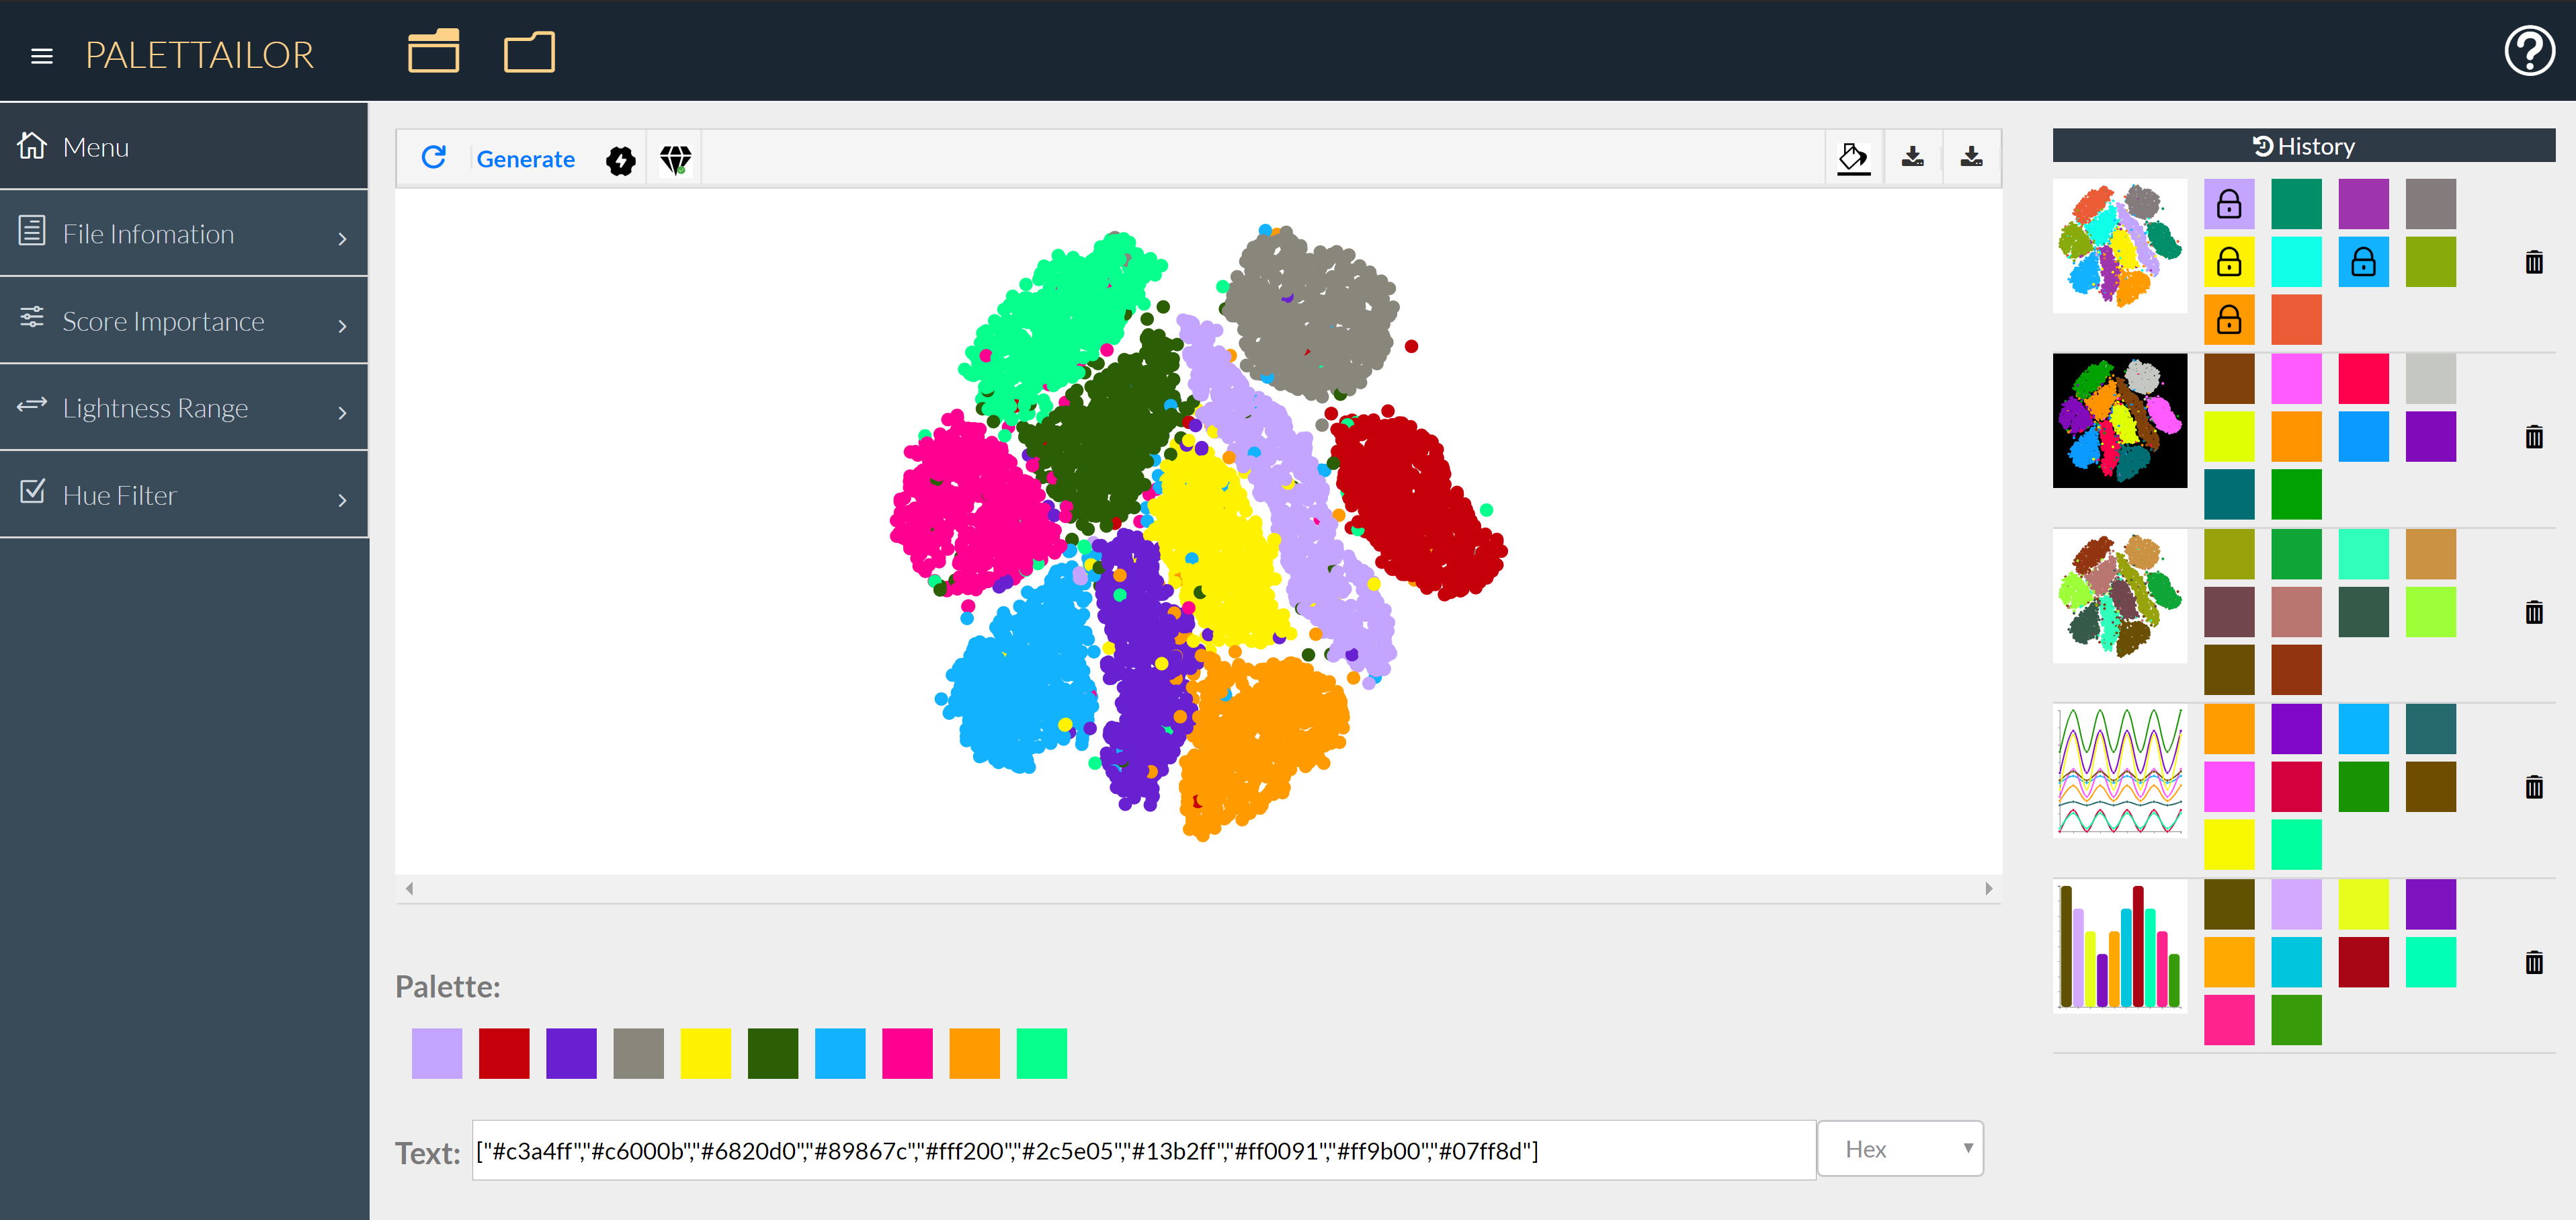 PALETTAILOR
Menu
File Infomation
Score Importance
Lightness Range
Hue Filter
Generate
History
Palette:
Text: ["#c3a4ff","#c6000b","#6820d0","#89867c","#fff200","#2c5e05","#13b2ff","#ff0091","#ff9b00","#07ff8d"] Hex